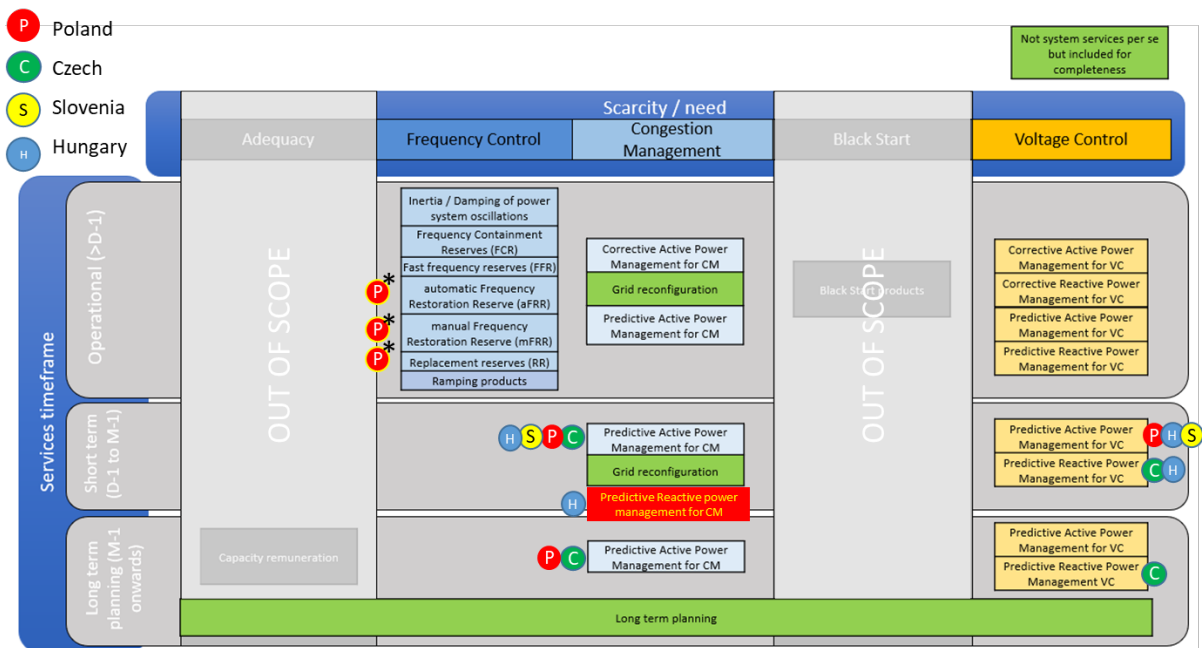 P Poland
C Czech
S Slovenia
H Hungary
Not system services per se
but included for
completeness
Scarcity / need
Adequacy
Frequency Control
Congestion
Management
Black Start
Voltage Control
Services timeframe
Operational (>D-1)
OUT OF SCOPE
Inertia / Damping of power
system oscillations
Frequency Containment
Reserves (FCR)
Fast frequency reserves (FFR)
P*
automatic Frequency
Restoration Reserve (aFRR)
P*
manual Frequency
Restoration Reserve (mFRR)
P*
Replacement reserves (RR)
Ramping products
Corrective Active Power
Management for CM
Grid reconfiguration
Predictive Active Power
Management for CM
OUT OF SCOPE
Black Start products
Corrective Active Power
Management for VC
Corrective Reactive Power
Management for VC
Predictive Active Power
Management for VC
Predictive Reactive Power
Management for VC
Short term
(D-1 to M-1)
H S P C
Predictive Active Power
Management for CM
Grid reconfiguration
H
Predictive Reactive power
management for CM
Predictive Active Power
Management for VC
P H S
Predictive Reactive Power
Management for VC
C H
Long term
planning (M-1
onwards)
Capacity remuneration
P C
Predictive Active Power
Management for CM
Predictive Active Power
Management for VC
Predictive Reactive Power
Management VC
C
Long term planning